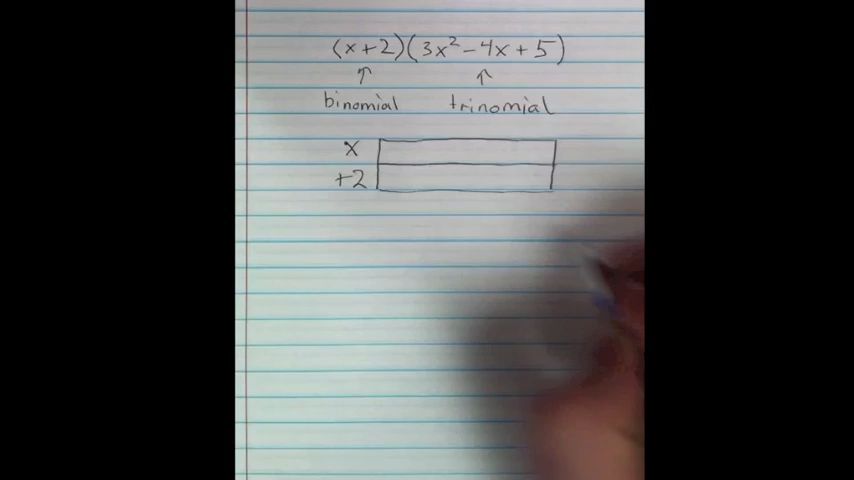 (x+2)(3x² - 4x + 5)
↑ ↑
binomial trinomial
x
+2